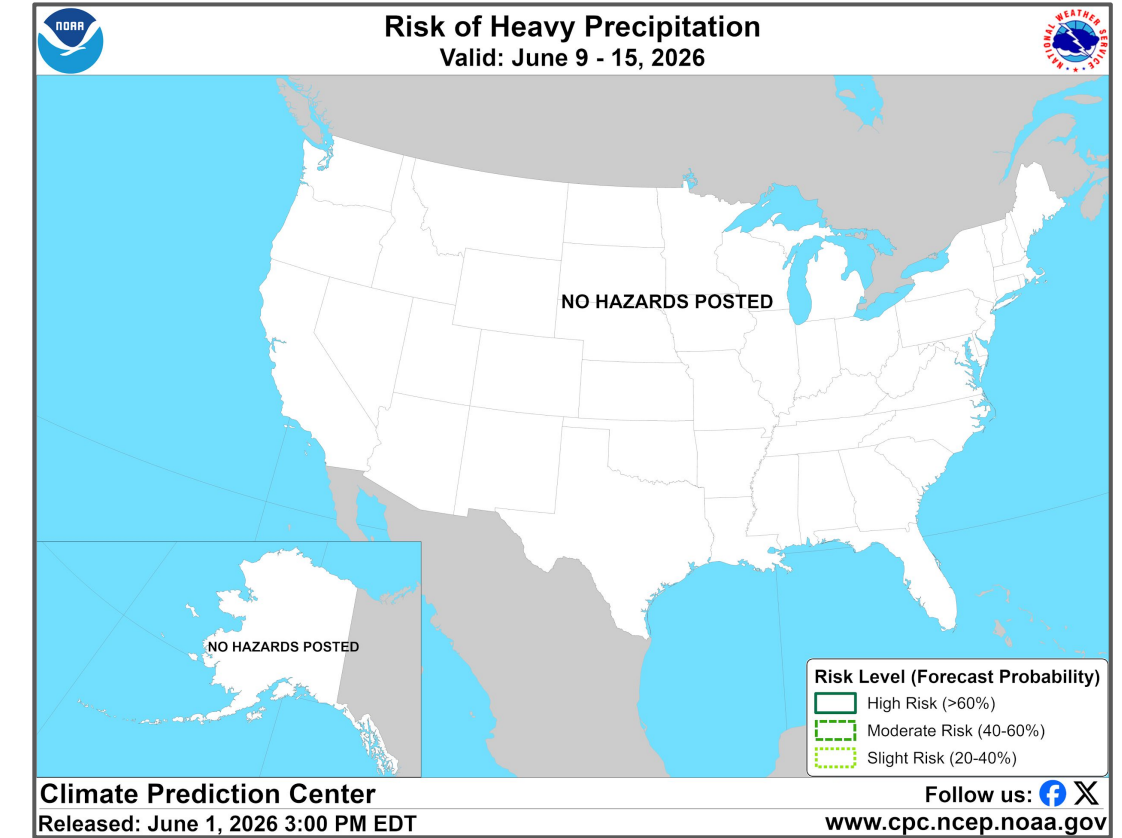 NOAA
Risk of Heavy Precipitation
Valid: June 9 - 15, 2026
NATIONAL WEATHER SERVICE
NO HAZARDS POSTED
NO HAZARDS POSTED
Risk Level (Forecast Probability)
High Risk (>60%)
Moderate Risk (40-60%)
Slight Risk (20-40%)
Climate Prediction Center
Follow us:
Released: June 1, 2026 3:00 PM EDT
www.cpc.ncep.noaa.gov